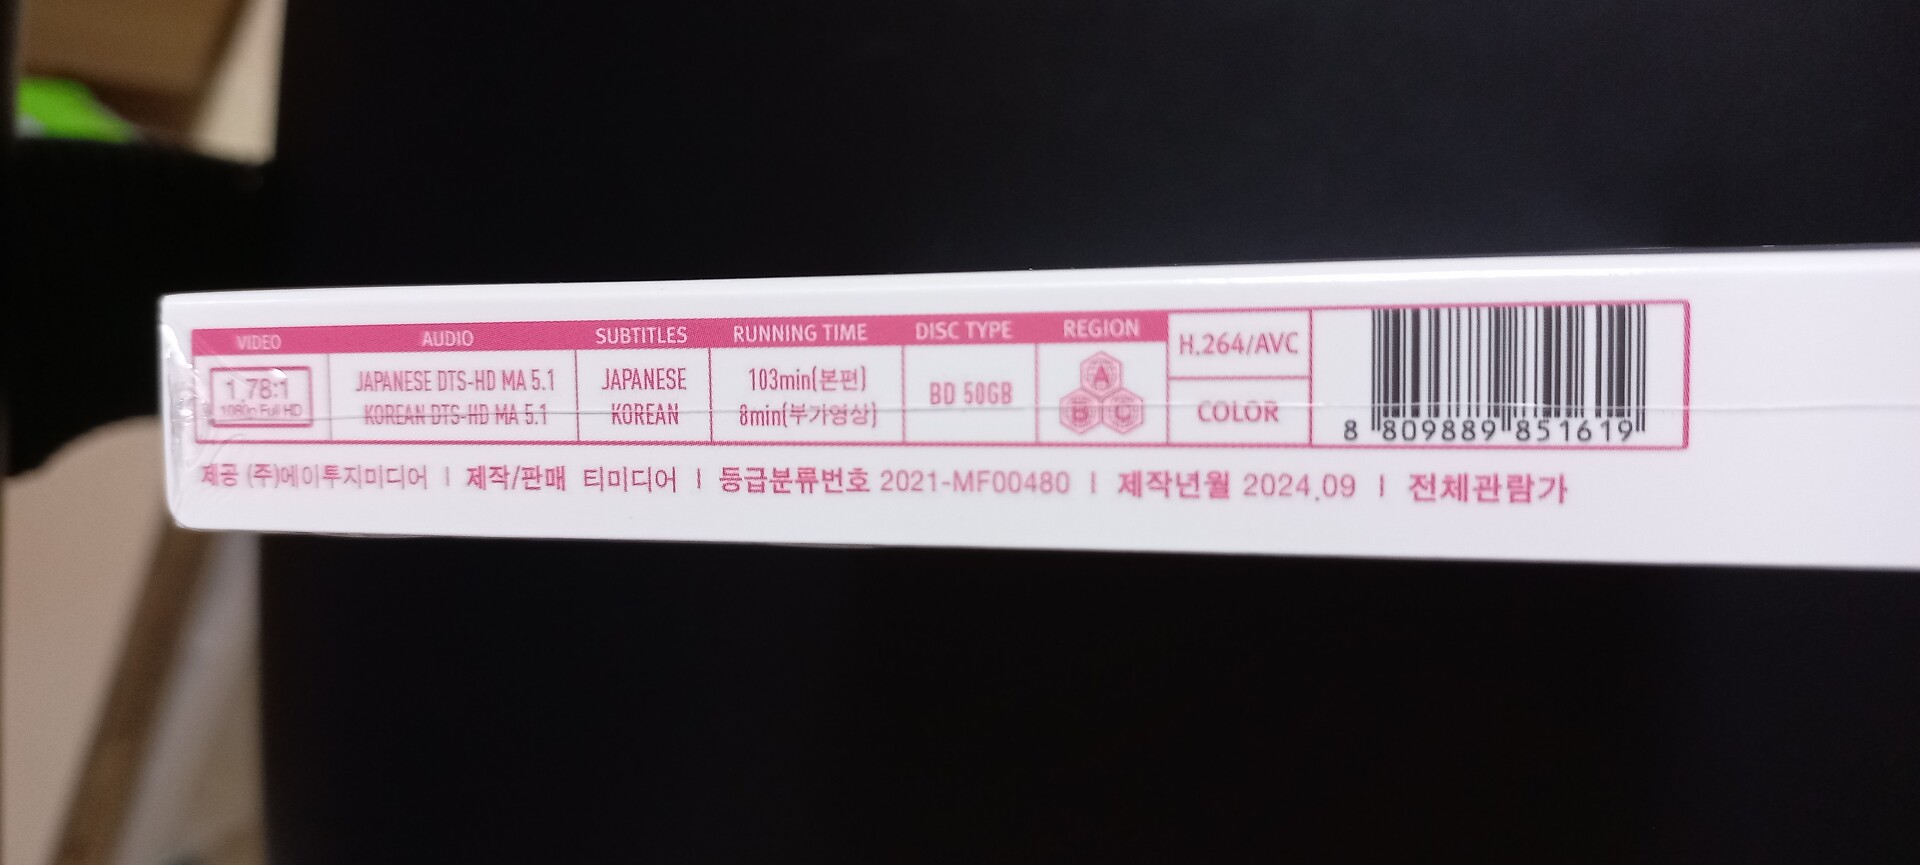 VIDEO AUDIO SUBTITLES RUNNING TIME DISC TYPE REGION
1.78:1
1080p Full HD
JAPANESE DTS-HD MA 5.1
KOREAN DTS-HD MA 5.1
JAPANESE
KOREAN
103min(본편)
8min(부가영상)
BD 50GB
A
B C
H.264/AVC
COLOR
8 809889 851619
제공 (주)에이투지미디어 | 제작/판매 티미디어 | 등급분류번호 2021-MF00480 | 제작년월 2024.09 | 전체관람가